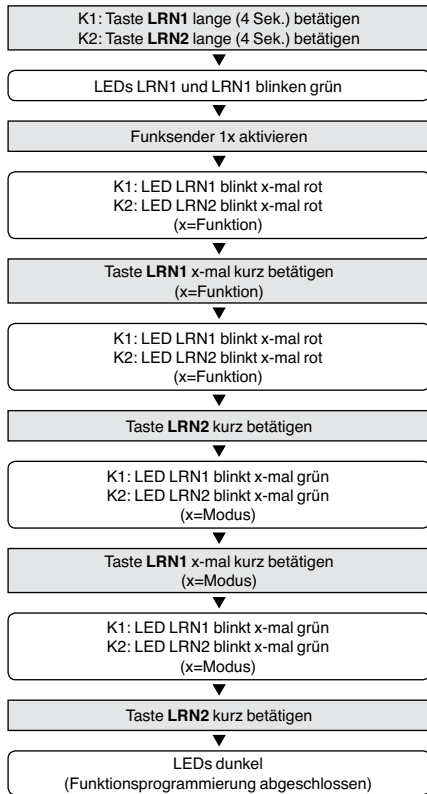 K1: Taste LRN1 lange (4 Sek.) betätigen
K2: Taste LRN2 lange (4 Sek.) betätigen
LEDs LRN1 und LRN1 blinken grün
Funksender 1x aktivieren
K1: LED LRN1 blinkt x-mal rot
K2: LED LRN2 blinkt x-mal rot
(x=Funktion)
Taste LRN1 x-mal kurz betätigen
(x=Funktion)
K1: LED LRN1 blinkt x-mal rot
K2: LED LRN2 blinkt x-mal rot
(x=Funktion)
Taste LRN2 kurz betätigen
K1: LED LRN1 blinkt x-mal grün
K2: LED LRN2 blinkt x-mal grün
(x=Modus)
Taste LRN1 x-mal kurz betätigen
(x=Modus)
K1: LED LRN1 blinkt x-mal grün
K2: LED LRN2 blinkt x-mal grün
(x=Modus)
Taste LRN2 kurz betätigen
LEDs dunkel
(Funktionsprogrammierung abgeschlossen)